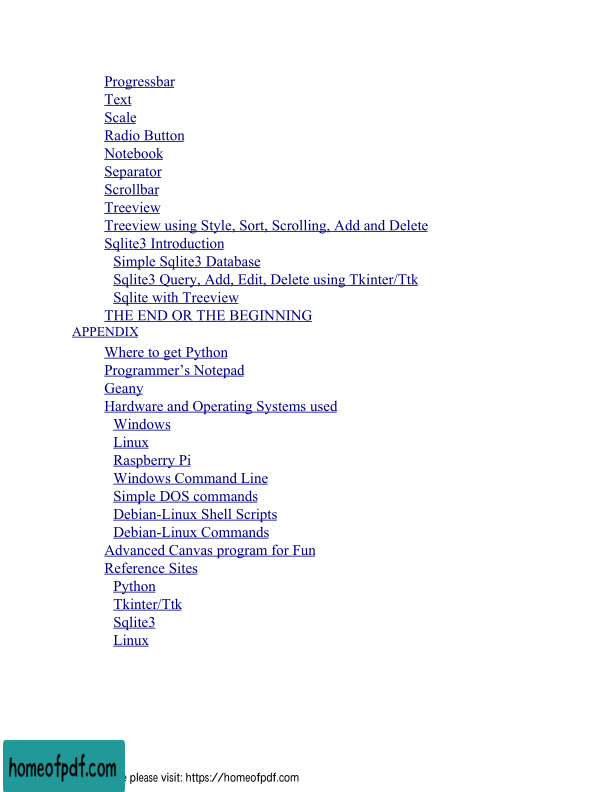 Progressbar
Text
Scale
Radio Button
Notebook
Separator
Scrollbar
Treeview
Treeview using Style, Sort, Scrolling, Add and Delete
Sqlite3 Introduction
Simple Sqlite3 Database
Sqlite3 Query, Add, Edit, Delete using Tkinter/Ttk
Sqlite with Treeview
THE END OR THE BEGINNING
APPENDIX
Where to get Python
Programmer’s Notepad
Geany
Hardware and Operating Systems used
Windows
Linux
Raspberry Pi
Windows Command Line
Simple DOS commands
Debian-Linux Shell Scripts
Debian-Linux Commands
Advanced Canvas program for Fun
Reference Sites
Python
Tkinter/Ttk
Sqlite3
Linux
homeofpdf.com
please visit: https://homeofpdf.com